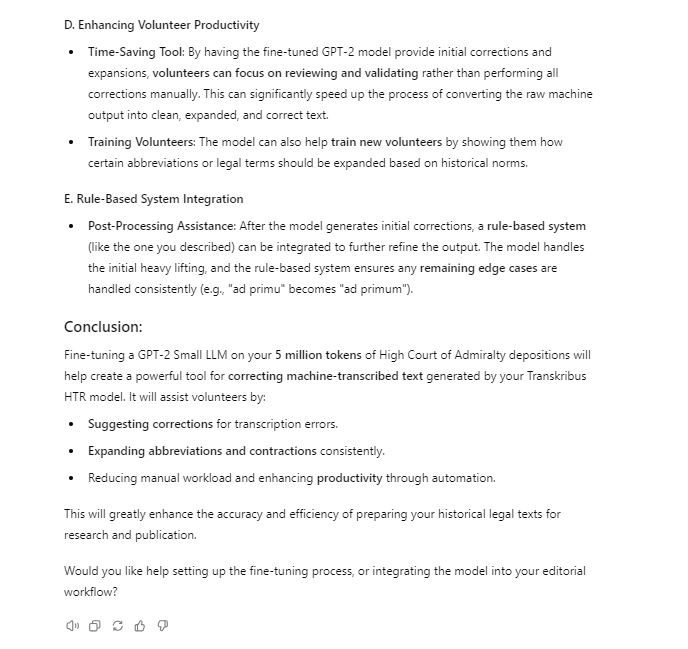 D. Enhancing Volunteer Productivity
• Time-Saving Tool: By having the fine-tuned GPT-2 model provide initial corrections and
expansions, volunteers can focus on reviewing and validating rather than performing all
corrections manually. This can significantly speed up the process of converting the raw machine
output into clean, expanded, and correct text.
• Training Volunteers: The model can also help train new volunteers by showing them how
certain abbreviations or legal terms should be expanded based on historical norms.
E. Rule-Based System Integration
• Post-Processing Assistance: After the model generates initial corrections, a rule-based system
(like the one you described) can be integrated to further refine the output. The model handles
the initial heavy lifting, and the rule-based system ensures any remaining edge cases are
handled consistently (e.g., "ad primu" becomes "ad primum").
Conclusion:
Fine-tuning a GPT-2 Small LLM on your 5 million tokens of High Court of Admiralty depositions will
help create a powerful tool for correcting machine-transcribed text generated by your Transkribus
HTR model. It will assist volunteers by:
• Suggesting corrections for transcription errors.
• Expanding abbreviations and contractions consistently.
• Reducing manual workload and enhancing productivity through automation.
This will greatly enhance the accuracy and efficiency of preparing your historical legal texts for
research and publication.
Would you like help setting up the fine-tuning process, or integrating the model into your editorial
workflow?